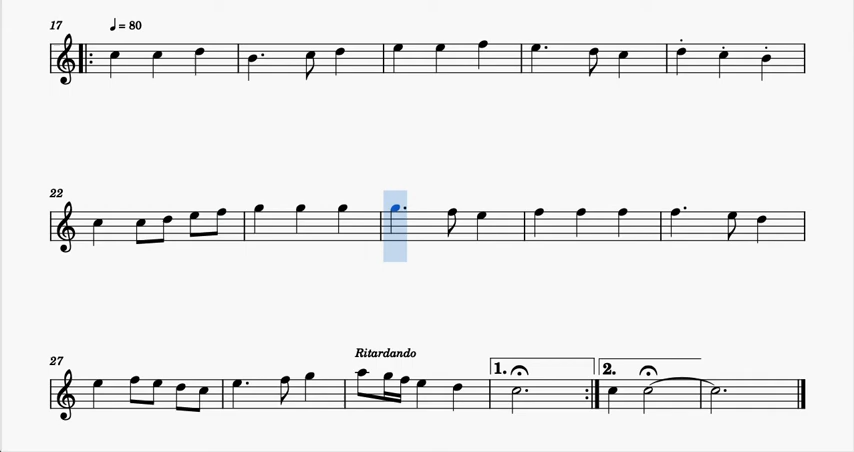 17
♩ = 80
22
27
Ritardando
1.
2.